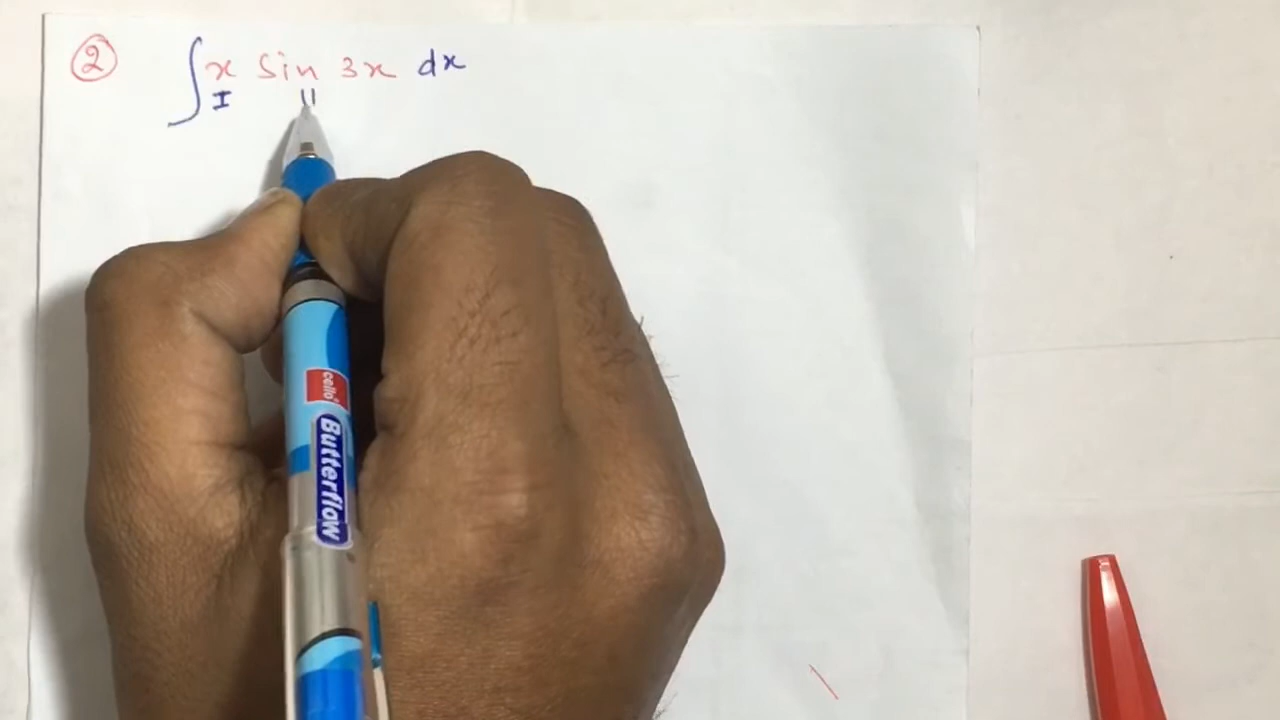 ② ∫ x sin 3x dx
I II
cello
Butterflow